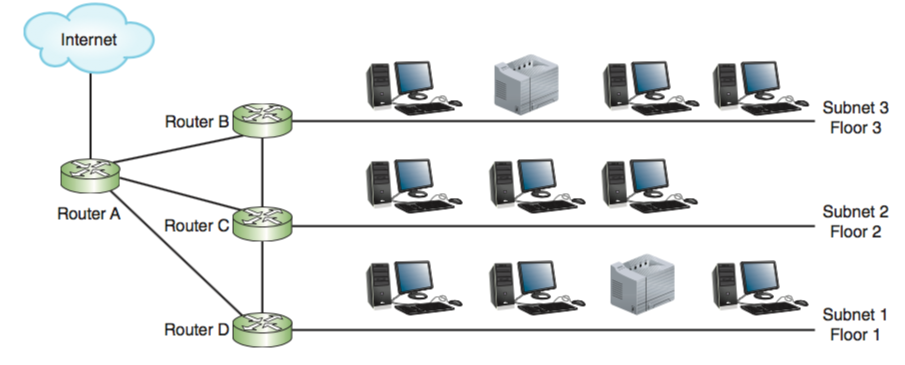 Internet
Router B
Subnet 3
Floor 3
Router A
Router C
Subnet 2
Floor 2
Router D
Subnet 1
Floor 1